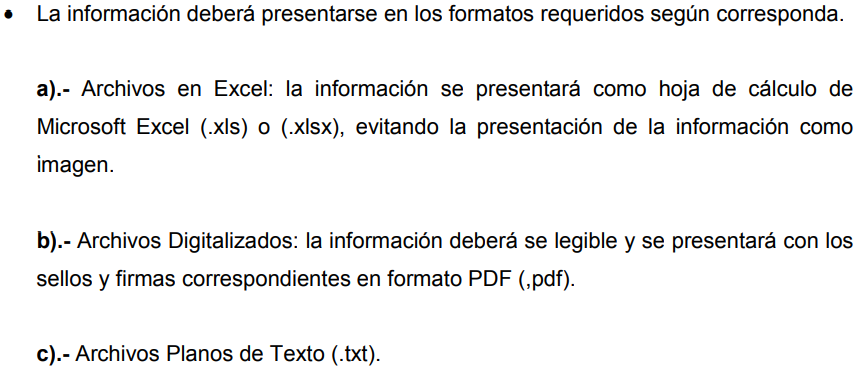 • La información deberá presentarse en los formatos requeridos según corresponda.
a).- Archivos en Excel: la información se presentará como hoja de cálculo de
Microsoft Excel (.xls) o (.xlsx), evitando la presentación de la información como
imagen.
b).- Archivos Digitalizados: la información deberá se legible y se presentará con los
sellos y firmas correspondientes en formato PDF (,pdf).
c).- Archivos Planos de Texto (.txt).